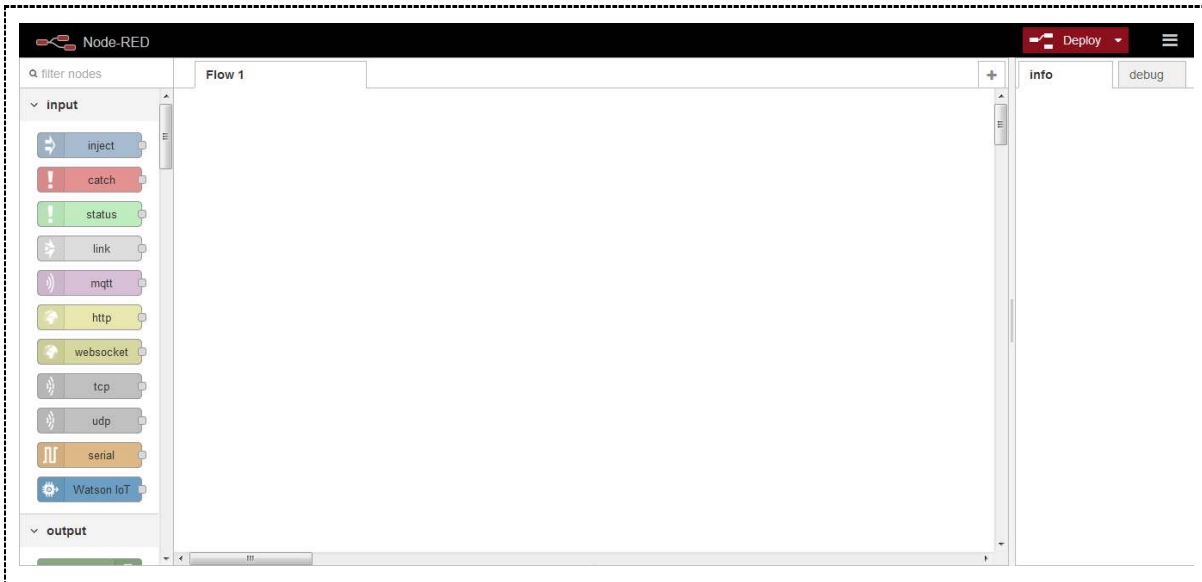 Node-RED
Deploy
filter nodes
Flow 1
+
info
debug
input
inject
catch
status
link
mqtt
http
websocket
tcp
udp
serial
Watson IoT
output